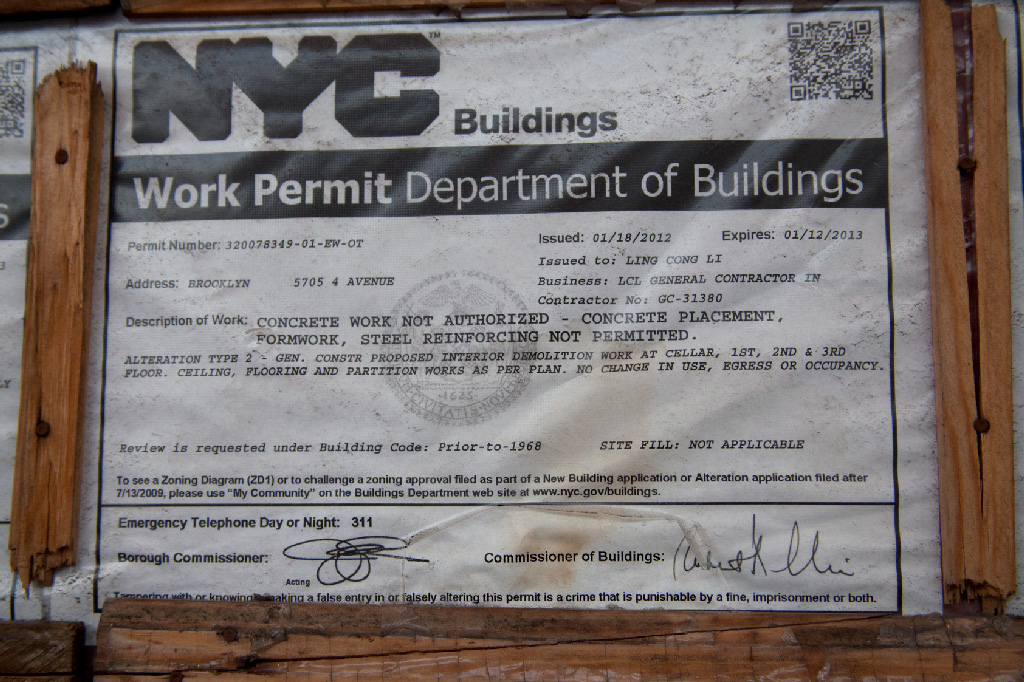 NYC™
Buildings
Work Permit Department of Buildings
Permit Number: 320078349-01-EW-OT
Issued: 01/18/2012 Expires: 01/12/2013
Issued to: LING CONG LI
Address: BROOKLYN 5705 4 AVENUE
Business: LCL GENERAL CONTRACTOR IN
Contractor No: GC-31380
Description of Work: CONCRETE WORK NOT AUTHORIZED - CONCRETE PLACEMENT,
FORMWORK, STEEL REINFORCING NOT PERMITTED.
ALTERATION TYPE 2 - GEN. CONSTR PROPOSED INTERIOR DEMOLITION WORK AT CELLAR, 1ST, 2ND & 3RD
FLOOR. CEILING, FLOORING AND PARTITION WORKS AS PER PLAN. NO CHANGE IN USE, EGRESS OR OCCUPANCY.
1625
CIVITATIS NOVI
Review is requested under Building Code: Prior-to-1968 SITE FILL: NOT APPLICABLE
To see a Zoning Diagram (ZD1) or to challenge a zoning approval filed as part of a New Building application or Alteration application filed after
7/13/2009, please use "My Community" on the Buildings Department web site at www.nyc.gov/buildings.
Emergency Telephone Day or Night: 311
Borough Commissioner:
Commissioner of Buildings:
Acting
Tampering with or knowingly making a false entry in or falsely altering this permit is a crime that is punishable by a fine, imprisonment or both.